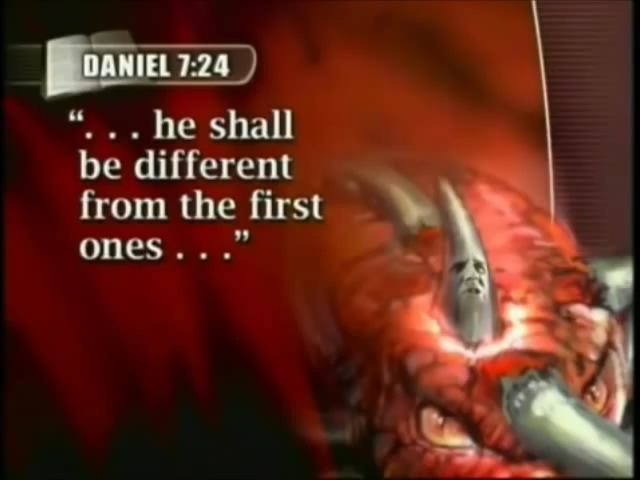 DANIEL 7:24
“. . . he shall
be different
from the first
ones . . .”